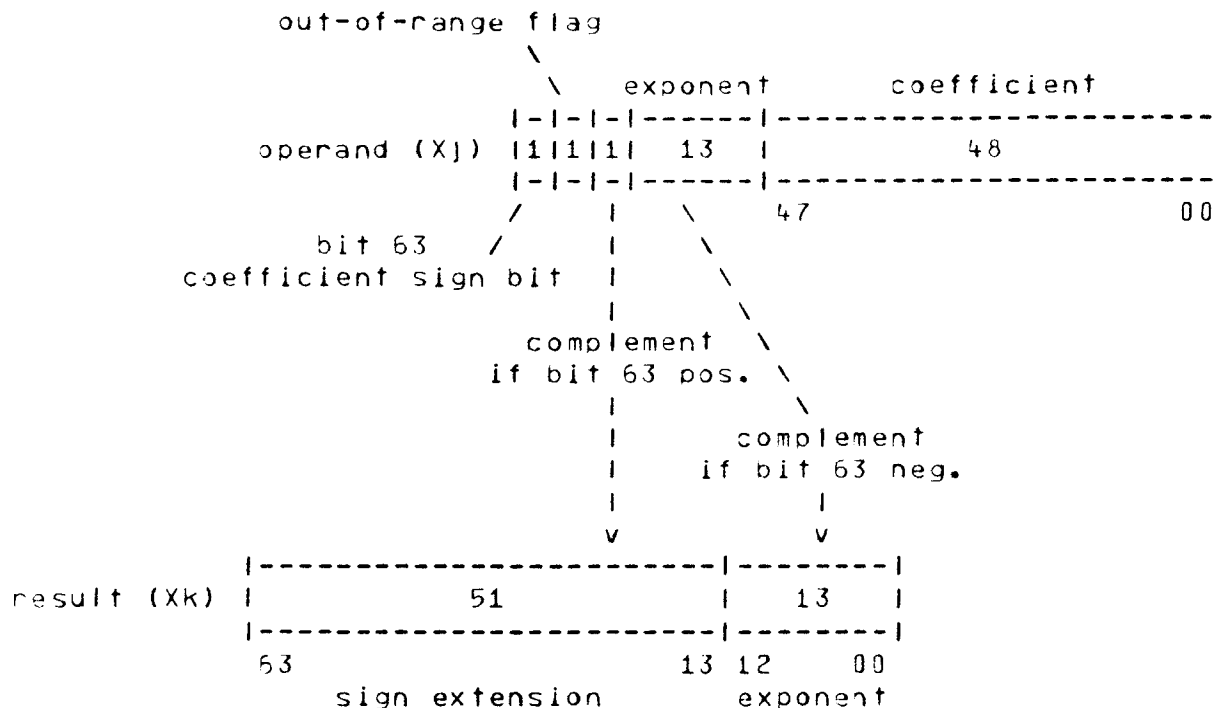 out-of-range flag
exponent coefficient
operand (Xj) |1|1|1| 13 | 48
47 00
bit 63
coefficient sign bit
complement
if bit 63 pos.
complement
if bit 63 neg.
result (Xk) | 51 | 13 |
63 13 12 00
sign extension exponent